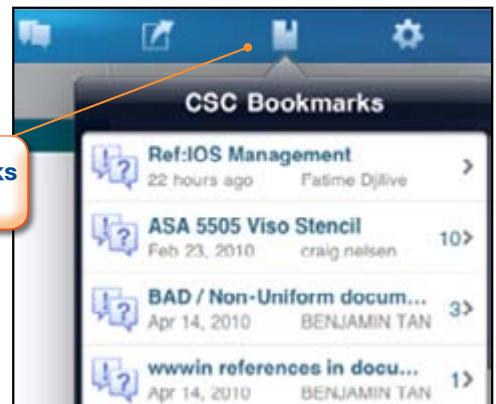 CSC Bookmarks
ks
Ref:IOS Management
22 hours ago Fatime Djilive
ASA 5505 Viso Stencil
Feb 23, 2010 craig nelsen
10
BAD / Non-Uniform docum...
Apr 14, 2010 BENJAMIN TAN
3
wwwin references in docu...
Apr 14, 2010 BENJAMIN TAN
1